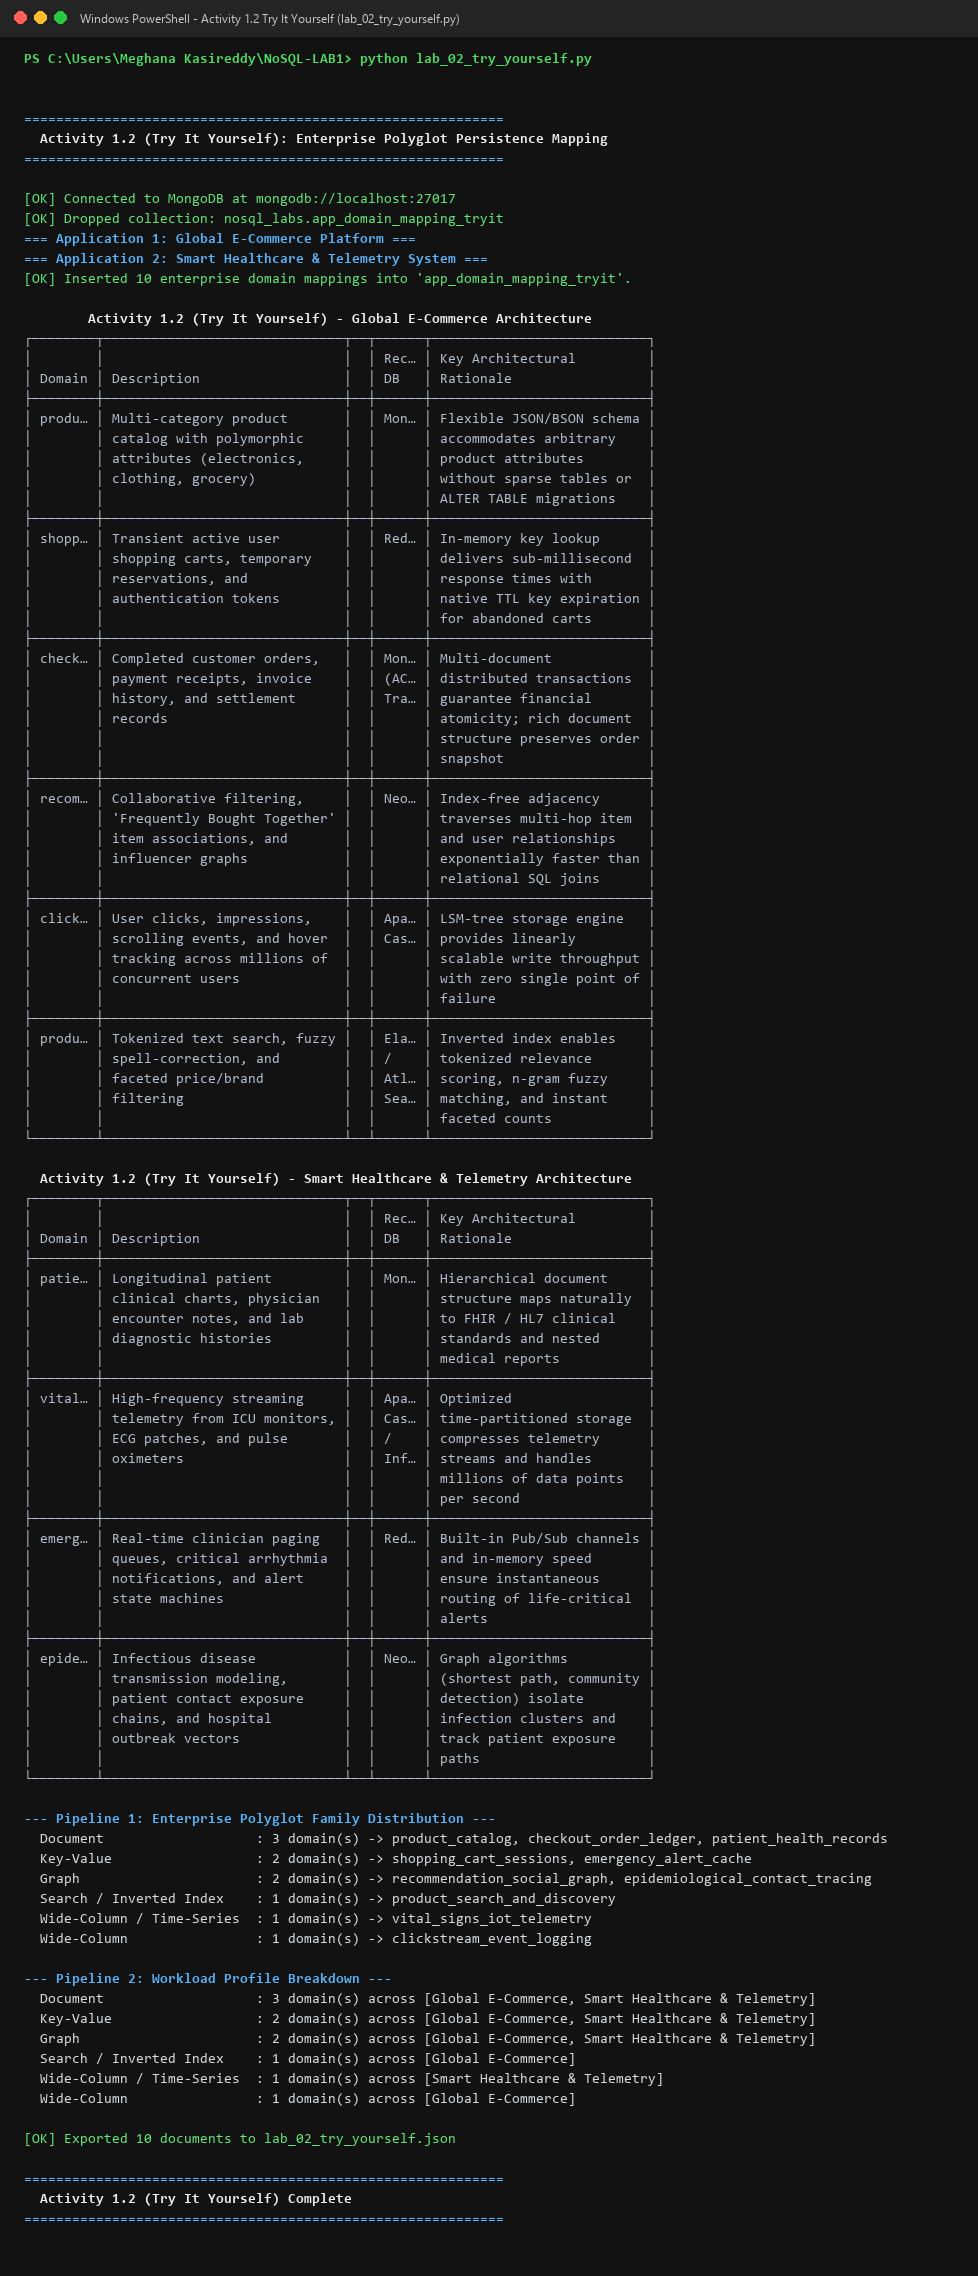 Windows PowerShell - Activity 1.2 Try It Yourself (lab_02_try_yourself.py)
PS C:\Users\Meghana Kasireddy\NoSQL-LAB1> python lab_02_try_yourself.py
============================================================
Activity 1.2 (Try It Yourself): Enterprise Polyglot Persistence Mapping
============================================================
[OK] Connected to MongoDB at mongodb://localhost:27017
[OK] Dropped collection: nosql_labs.app_domain_mapping_tryit
=== Application 1: Global E-Commerce Platform ===
=== Application 2: Smart Healthcare & Telemetry System ===
[OK] Inserted 10 enterprise domain mappings into 'app_domain_mapping_tryit'.
Activity 1.2 (Try It Yourself) - Global E-Commerce Architecture
│ │ │ │ Rec… │ Key Architectural │
│ Domain │ Description │ │ DB │ Rationale │
│ produ… │ Multi-category product │ │ Mon… │ Flexible JSON/BSON schema │
│ │ catalog with polymorphic │ │ │ accommodates arbitrary │
│ │ attributes (electronics, │ │ │ product attributes │
│ │ clothing, grocery) │ │ │ without sparse tables or │
│ │ │ │ │ ALTER TABLE migrations │
│ shopp… │ Transient active user │ │ Red… │ In-memory key lookup │
│ │ shopping carts, temporary │ │ │ delivers sub-millisecond │
│ │ reservations, and │ │ │ response times with │
│ │ authentication tokens │ │ │ native TTL key expiration │
│ │ │ │ │ for abandoned carts │
│ check… │ Completed customer orders, │ │ Mon… │ Multi-document │
│ │ payment receipts, invoice │ │ (AC… │ distributed transactions │
│ │ history, and settlement │ │ Tra… │ guarantee financial │
│ │ records │ │ │ atomicity; rich document │
│ │ │ │ │ structure preserves order │
│ │ │ │ │ snapshot │
│ recom… │ Collaborative filtering, │ │ Neo… │ Index-free adjacency │
│ │ 'Frequently Bought Together' │ │ │ traverses multi-hop item │
│ │ item associations, and │ │ │ and user relationships │
│ │ influencer graphs │ │ │ exponentially faster than │
│ │ │ │ │ relational SQL joins │
│ click… │ User clicks, impressions, │ │ Apa… │ LSM-tree storage engine │
│ │ scrolling events, and hover │ │ Cas… │ provides linearly │
│ │ tracking across millions of │ │ │ scalable write throughput │
│ │ concurrent users │ │ │ with zero single point of │
│ │ │ │ │ failure │
│ produ… │ Tokenized text search, fuzzy │ │ Ela… │ Inverted index enables │
│ │ spell-correction, and │ │ / │ tokenized relevance │
│ │ faceted price/brand │ │ Atl… │ scoring, n-gram fuzzy │
│ │ filtering │ │ Sea… │ matching, and instant │
│ │ │ │ │ faceted counts │
Activity 1.2 (Try It Yourself) - Smart Healthcare & Telemetry Architecture
│ │ │ │ Rec… │ Key Architectural │
│ Domain │ Description │ │ DB │ Rationale │
│ patie… │ Longitudinal patient │ │ Mon… │ Hierarchical document │
│ │ clinical charts, physician │ │ │ structure maps naturally │
│ │ encounter notes, and lab │ │ │ to FHIR / HL7 clinical │
│ │ diagnostic histories │ │ │ standards and nested │
│ │ │ │ │ medical reports │
│ vital… │ High-frequency streaming │ │ Apa… │ Optimized │
│ │ telemetry from ICU monitors, │ │ Cas… │ time-partitioned storage │
│ │ ECG patches, and pulse │ │ / │ compresses telemetry │
│ │ oximeters │ │ Inf… │ streams and handles │
│ │ │ │ │ millions of data points │
│ │ │ │ │ per second │
│ emerg… │ Real-time clinician paging │ │ Red… │ Built-in Pub/Sub channels │
│ │ queues, critical arrhythmia │ │ │ and in-memory speed │
│ │ notifications, and alert │ │ │ ensure instantaneous │
│ │ state machines │ │ │ routing of life-critical │
│ │ │ │ │ alerts │
│ epide… │ Infectious disease │ │ Neo… │ Graph algorithms │
│ │ transmission modeling, │ │ │ (shortest path, community │
│ │ patient contact exposure │ │ │ detection) isolate │
│ │ chains, and hospital │ │ │ infection clusters and │
│ │ outbreak vectors │ │ │ track patient exposure │
│ │ │ │ │ paths │
--- Pipeline 1: Enterprise Polyglot Family Distribution ---
Document : 3 domain(s) -> product_catalog, checkout_order_ledger, patient_health_records
Key-Value : 2 domain(s) -> shopping_cart_sessions, emergency_alert_cache
Graph : 2 domain(s) -> recommendation_social_graph, epidemiological_contact_tracing
Search / Inverted Index : 1 domain(s) -> product_search_and_discovery
Wide-Column / Time-Series : 1 domain(s) -> vital_signs_iot_telemetry
Wide-Column : 1 domain(s) -> clickstream_event_logging
--- Pipeline 2: Workload Profile Breakdown ---
Document : 3 domain(s) across [Global E-Commerce, Smart Healthcare & Telemetry]
Key-Value : 2 domain(s) across [Global E-Commerce, Smart Healthcare & Telemetry]
Graph : 2 domain(s) across [Global E-Commerce, Smart Healthcare & Telemetry]
Search / Inverted Index : 1 domain(s) across [Global E-Commerce]
Wide-Column / Time-Series : 1 domain(s) across [Smart Healthcare & Telemetry]
Wide-Column : 1 domain(s) across [Global E-Commerce]
[OK] Exported 10 documents to lab_02_try_yourself.json
============================================================
Activity 1.2 (Try It Yourself) Complete
============================================================